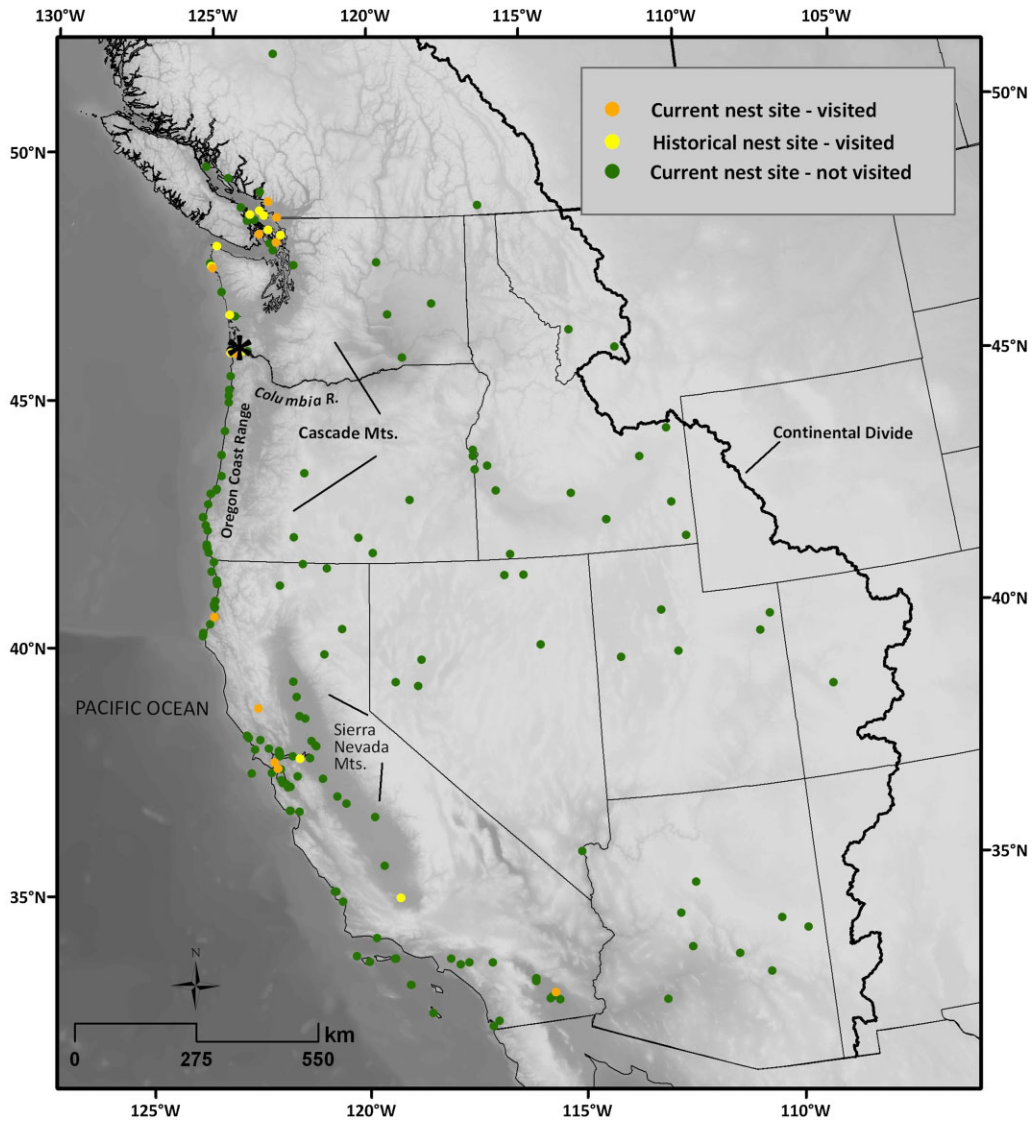 130°W 125°W 120°W 115°W 110°W 105°W
Current nest site - visited
Historical nest site - visited
Current nest site - not visited
50°N
50°N
45°N
45°N
Columbia R.
Cascade Mts.
Continental Divide
Oregon Coast Range
40°N
40°N
PACIFIC OCEAN
Sierra
Nevada
Mts.
35°N
35°N
N
km
0 275 550
125°W 120°W 115°W 110°W